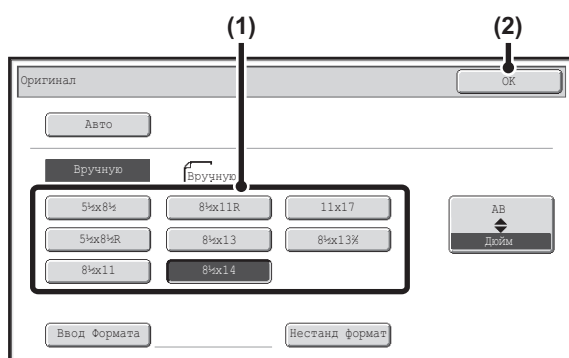 (1) (2)
Оригинал OK
Авто
Вручную Вручную
5½x8½ 8½x11R 11x17
5½x8½R 8½x13 8½x13⅖
8½x11 8½x14
AB
Дюйм
Ввод Формата Нестанд формат